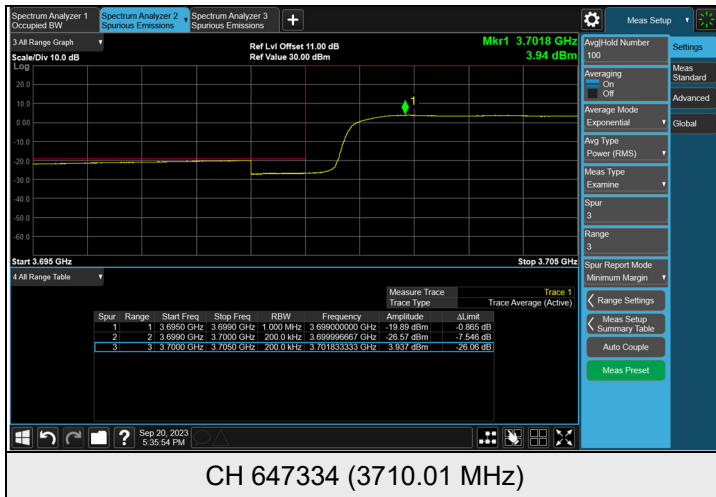 Spectrum Analyzer 1
Occupied BW
Spectrum Analyzer 2
Spurious Emissions
Spectrum Analyzer 3
Spurious Emissions
Meas Setup
3 All Range Graph
Scale/Div 10.0 dB
Ref Lvl Offset 11.00 dB
Ref Value 30.00 dBm
Mkr1 3.7018 GHz
3.94 dBm
Log
20.0
10.0
0.00
-10.0
-20.0
-30.0
-40.0
-50.0
-60.0
1
Start 3.695 GHz
Stop 3.705 GHz
4 All Range Table
Measure Trace Trace 1
Trace Type Trace Average (Active)
Spur Range Start Freq Stop Freq RBW Frequency Amplitude ΔLimit
1 1 3.6950 GHz 3.6990 GHz 1.000 MHz 3.699000000 GHz -19.89 dBm -0.865 dB
2 2 3.6990 GHz 3.7000 GHz 200.0 kHz 3.699996667 GHz -26.57 dBm -7.546 dB
3 3 3.7000 GHz 3.7050 GHz 200.0 kHz 3.701833333 GHz 3.937 dBm -26.06 dB
Avg|Hold Number
100
Averaging
On
Off
Average Mode
Exponential
Avg Type
Power (RMS)
Meas Type
Examine
Spur
3
Range
3
Spur Report Mode
Minimum Margin
Range Settings
Meas Setup
Summary Table
Auto Couple
Meas Preset
Settings
Meas
Standard
Advanced
Global
?
Sep 20, 2023
5:35:54 PM
CH 647334 (3710.01 MHz)